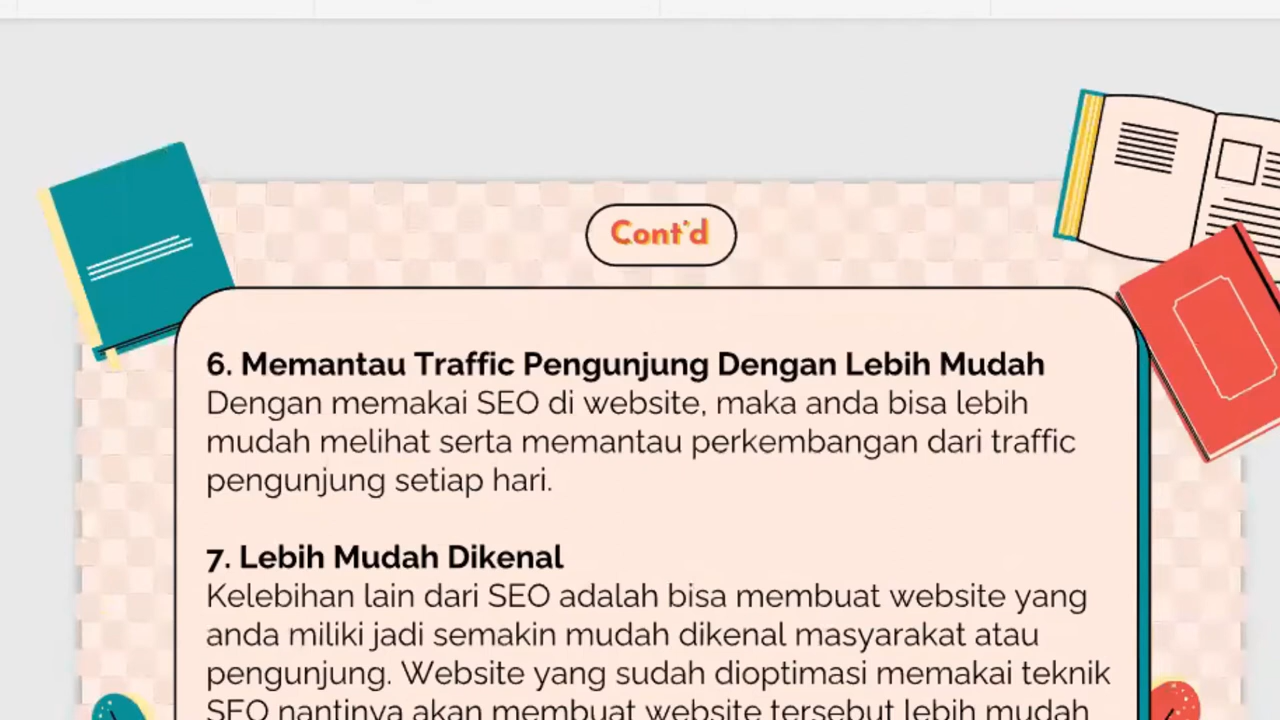 Cont'd
6. Memantau Traffic Pengunjung Dengan Lebih Mudah
Dengan memakai SEO di website, maka anda bisa lebih
mudah melihat serta memantau perkembangan dari traffic
pengunjung setiap hari.
7. Lebih Mudah Dikenal
Kelebihan lain dari SEO adalah bisa membuat website yang
anda miliki jadi semakin mudah dikenal masyarakat atau
pengunjung. Website yang sudah dioptimasi memakai teknik
SEO nantinya akan membuat website tersebut lebih mudah